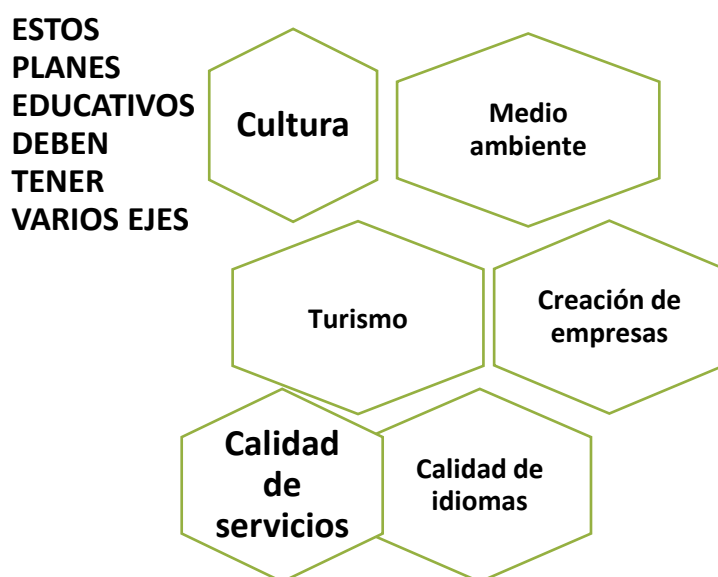 ESTOS
PLANES
EDUCATIVOS
DEBEN
TENER
VARIOS EJES
Cultura
Medio
ambiente
Turismo
Creación de
empresas
Calidad
de
servicios
Calidad de
idiomas